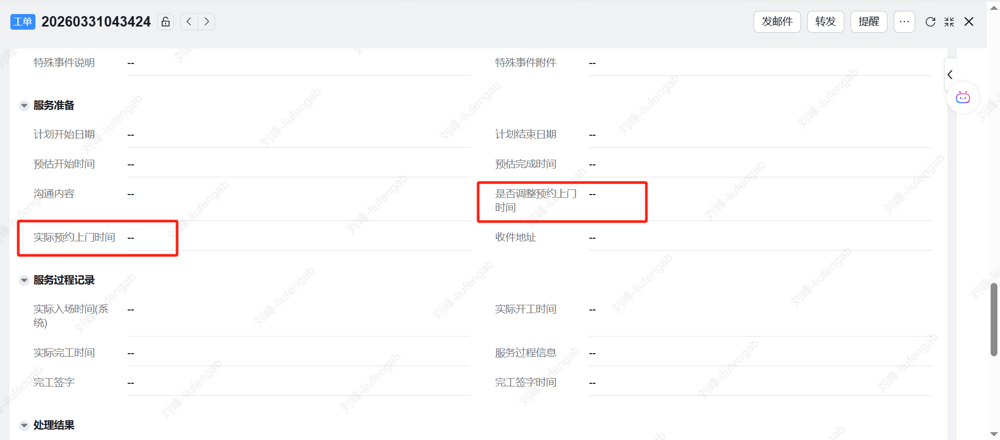 工单 20260331043424 发邮件 转发 提醒 ...
特殊事件说明 -- 特殊事件附件 --
服务准备
计划开始日期 -- 计划结束日期 --
预估开始时间 -- 预估完成时间 --
沟通内容 -- 是否调整预约上门 --
时间
实际预约上门时间 -- 收件地址 --
服务过程记录
实际入场时间(系 -- 实际开工时间 --
统)
实际完工时间 -- 服务过程信息 --
完工签字 -- 完工签字时间 --
处理结果
刘峰-liufengab